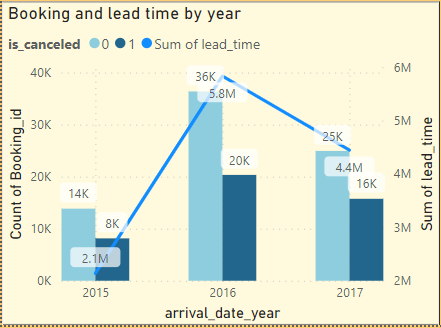 Booking and lead time by year
is_canceled 0 1 Sum of lead_time
Count of Booking_id
40K
30K
20K
10K
0K
14K
8K
2.1M
36K
5.8M
20K
25K
4.4M
16K
6M
5M
4M
3M
2M
Sum of lead_time
2015 2016 2017
arrival_date_year